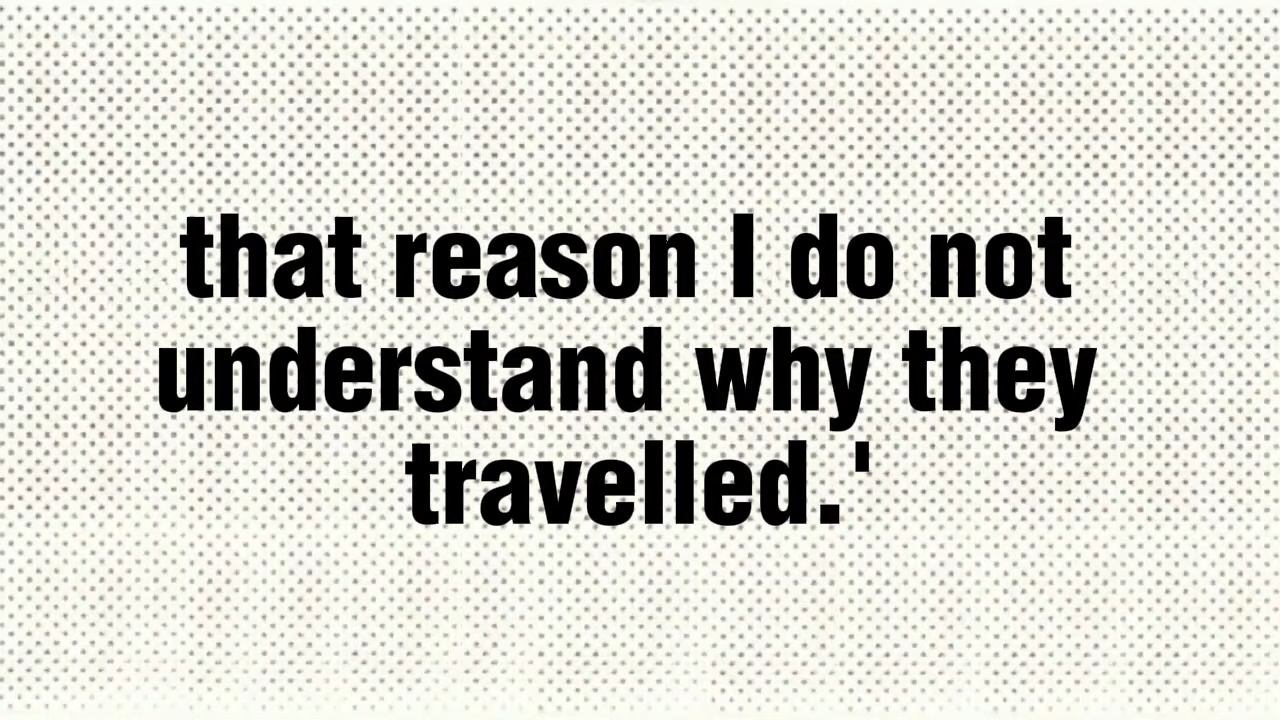 that reason I do not
understand why they
travelled.'